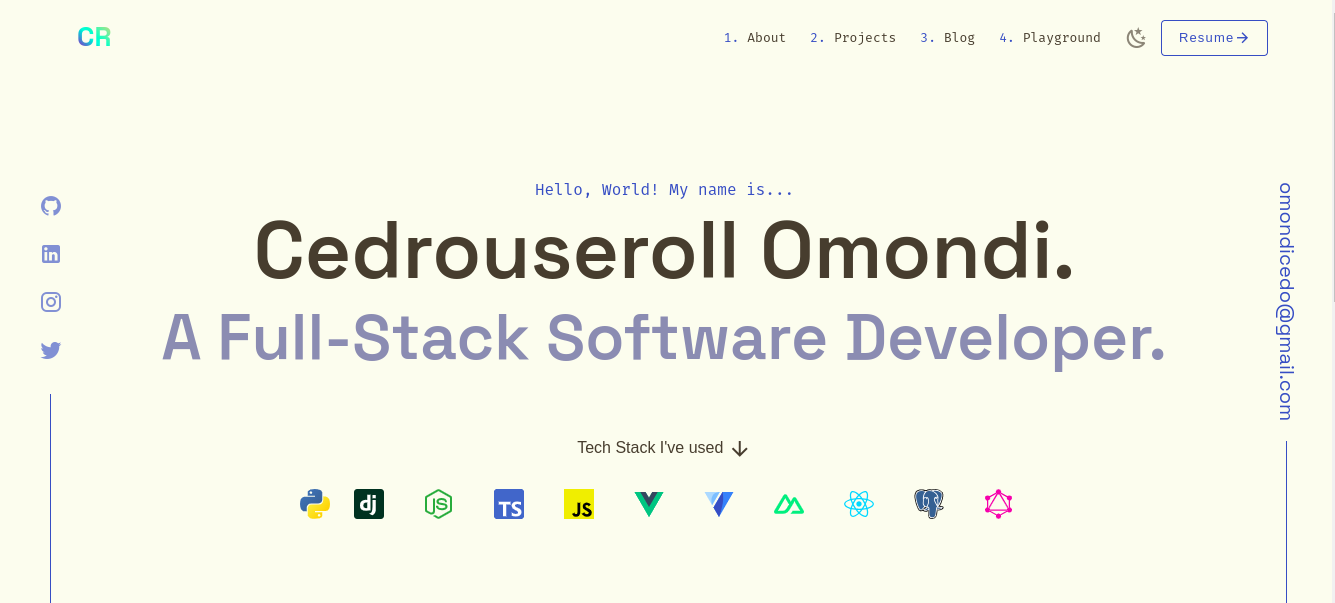 CR
1. About 2. Projects 3. Blog 4. Playground Resume
Hello, World! My name is...
Cedrouseroll Omondi.
A Full-Stack Software Developer.
omondicedo@gmail.com
Tech Stack I've used
dj JS TS JS